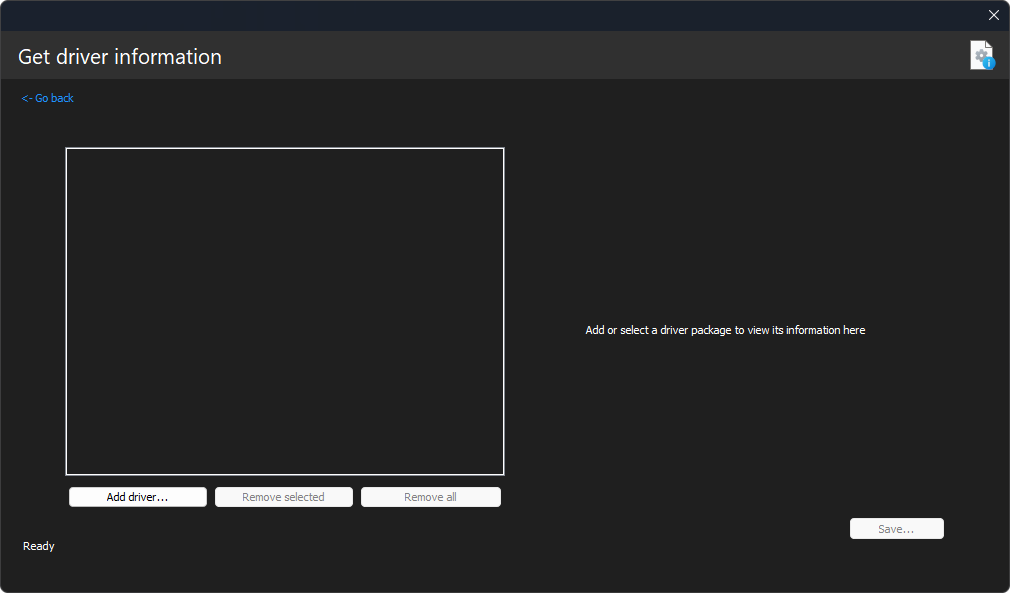 Get driver information
<- Go back
Add or select a driver package to view its information here
Add driver...
Remove selected
Remove all
Save...
Ready